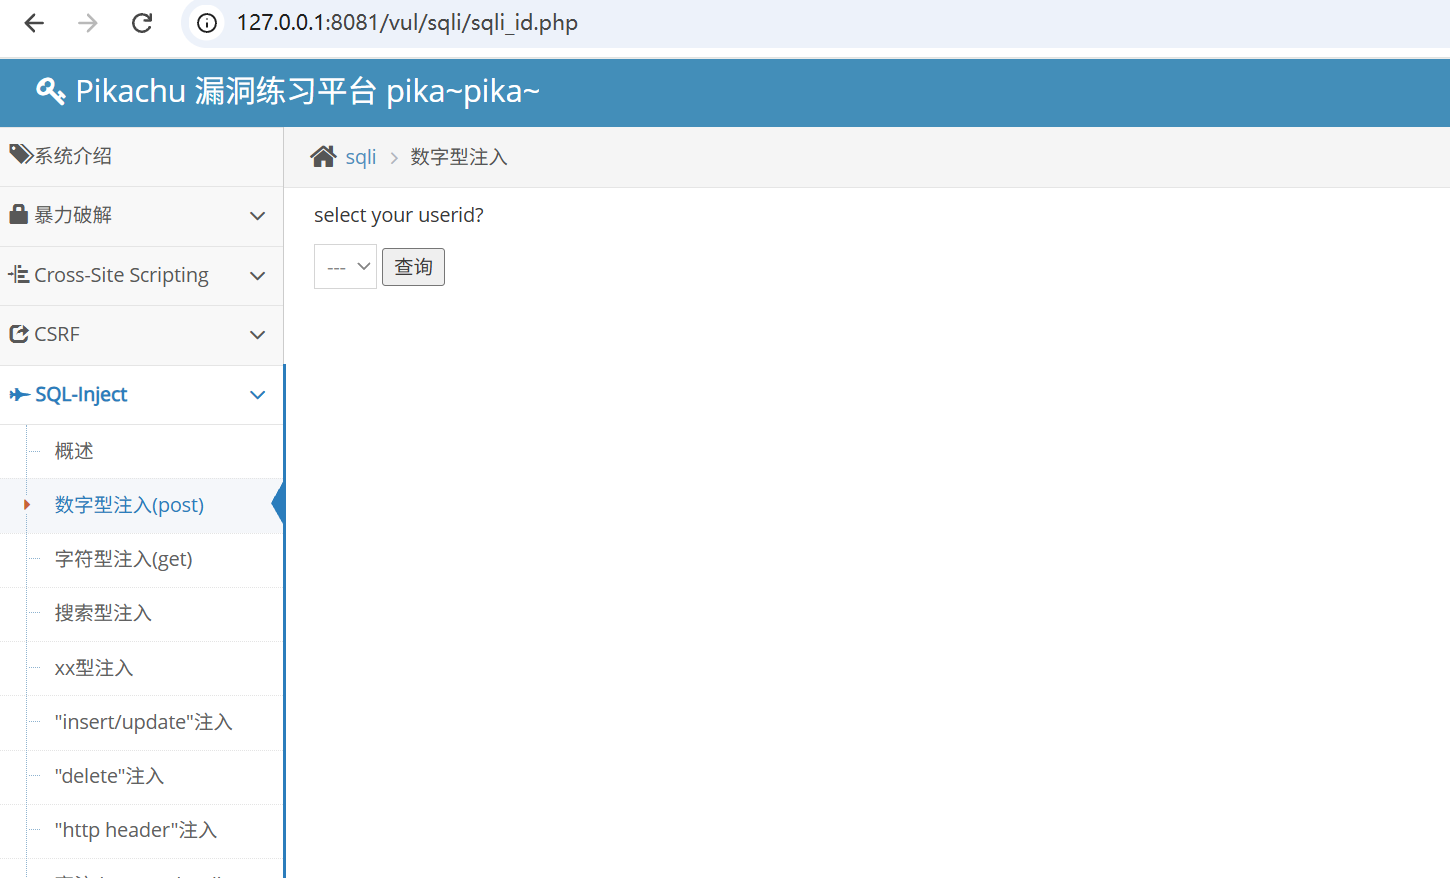 127.0.0.1:8081/vul/sqli/sqli_id.php
Pikachu 漏洞练习平台 pika~pika~
系统介绍
sqli > 数字型注入
暴力破解
select your userid?
--- 查询
Cross-Site Scripting
CSRF
SQL-Inject
概述
数字型注入(post)
字符型注入(get)
搜索型注入
xx型注入
"insert/update"注入
"delete"注入
"http header"注入